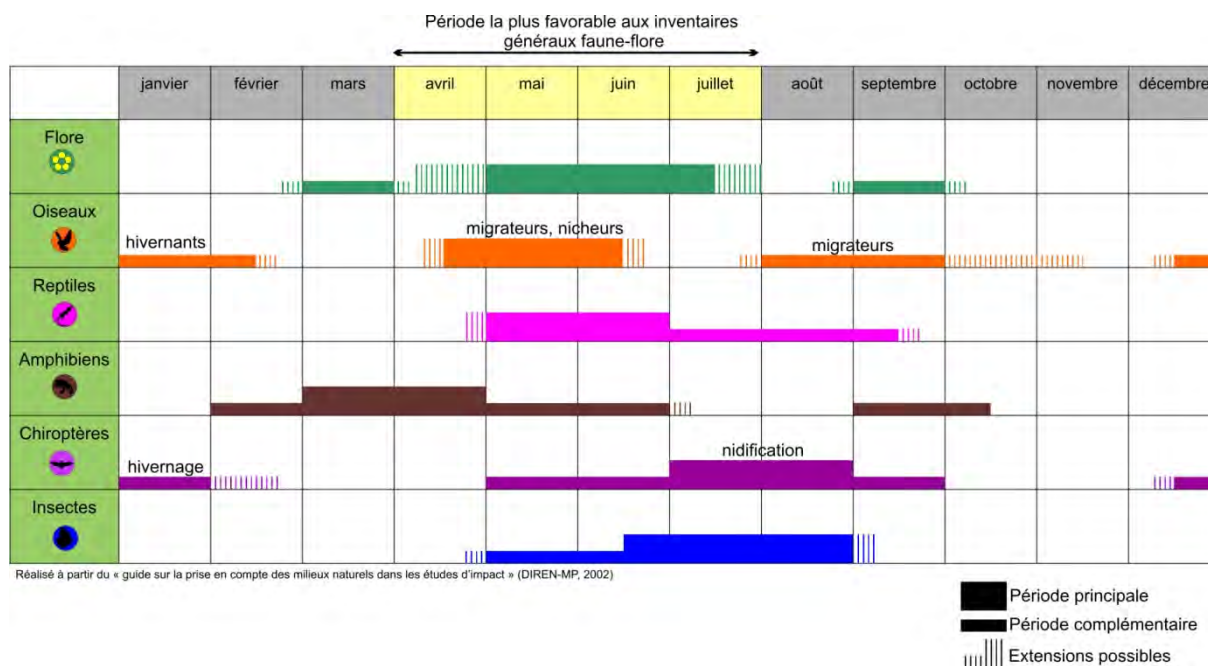 Période la plus favorable aux inventaires
généraux faune-flore
janvier février mars avril mai juin juillet août septembre octobre novembre décembre
Flore
Oiseaux
hivernants
migrateurs, nicheurs
migrateurs
Reptiles
Amphibiens
Chiroptères
hivernage
nidification
Insectes
Réalisé à partir du « guide sur la prise en compte des milieux naturels dans les études d'impact » (DIREN-MP, 2002)
Période principale
Période complémentaire
Extensions possibles